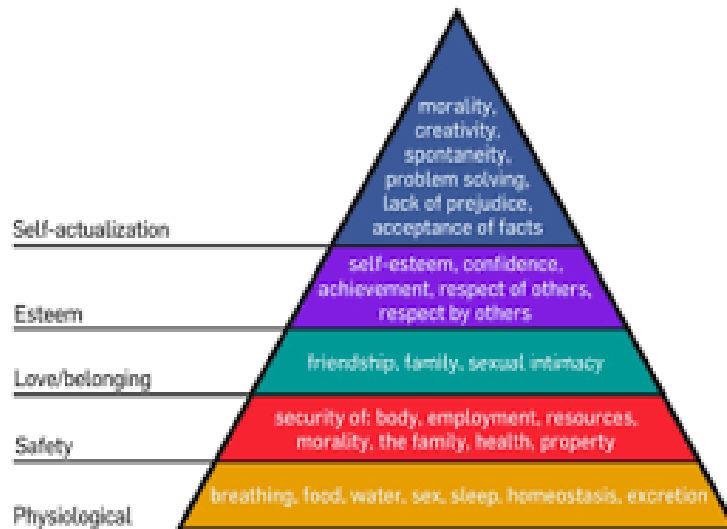 morality,
creativity,
spontaneity,
problem solving,
lack of prejudice,
acceptance of facts
Self-actualization
self-esteem, confidence,
achievement, respect of others,
respect by others
Esteem
friendship, family, sexual intimacy
Love/belonging
security of: body, employment, resources,
morality, the family, health, property
Safety
breathing, food, water, sex, sleep, homeostasis, excretion
Physiological